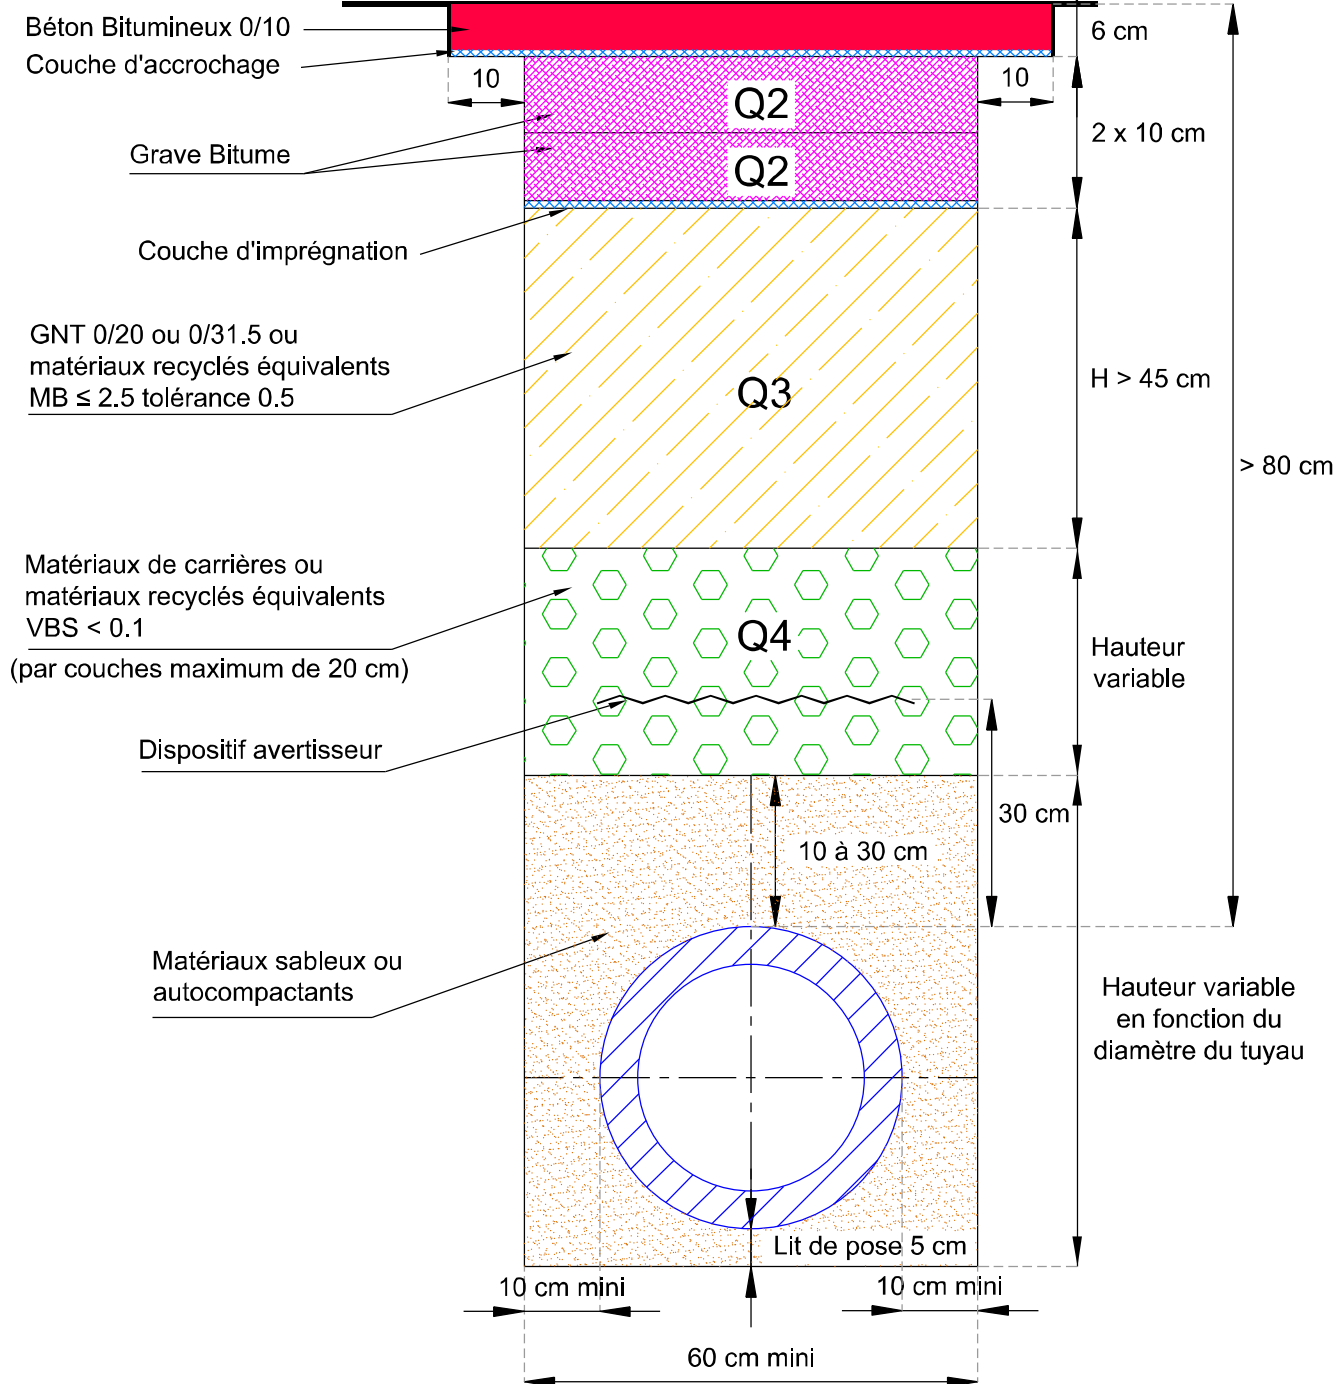 Béton Bitumineux 0/10
Couche d'accrochage
6 cm
10
10
Q2
2 x 10 cm
Grave Bitume
Q2
Couche d'imprégnation
GNT 0/20 ou 0/31.5 ou
matériaux recyclés équivalents
MB ≤ 2.5 tolérance 0.5
Q3
H > 45 cm
> 80 cm
Matériaux de carrières ou
matériaux recyclés équivalents
VBS < 0.1
(par couches maximum de 20 cm)
Q4
Hauteur
variable
Dispositif avertisseur
30 cm
10 à 30 cm
Matériaux sableux ou
autocompactants
Hauteur variable
en fonction du
diamètre du tuyau
Lit de pose 5 cm
10 cm mini
10 cm mini
60 cm mini